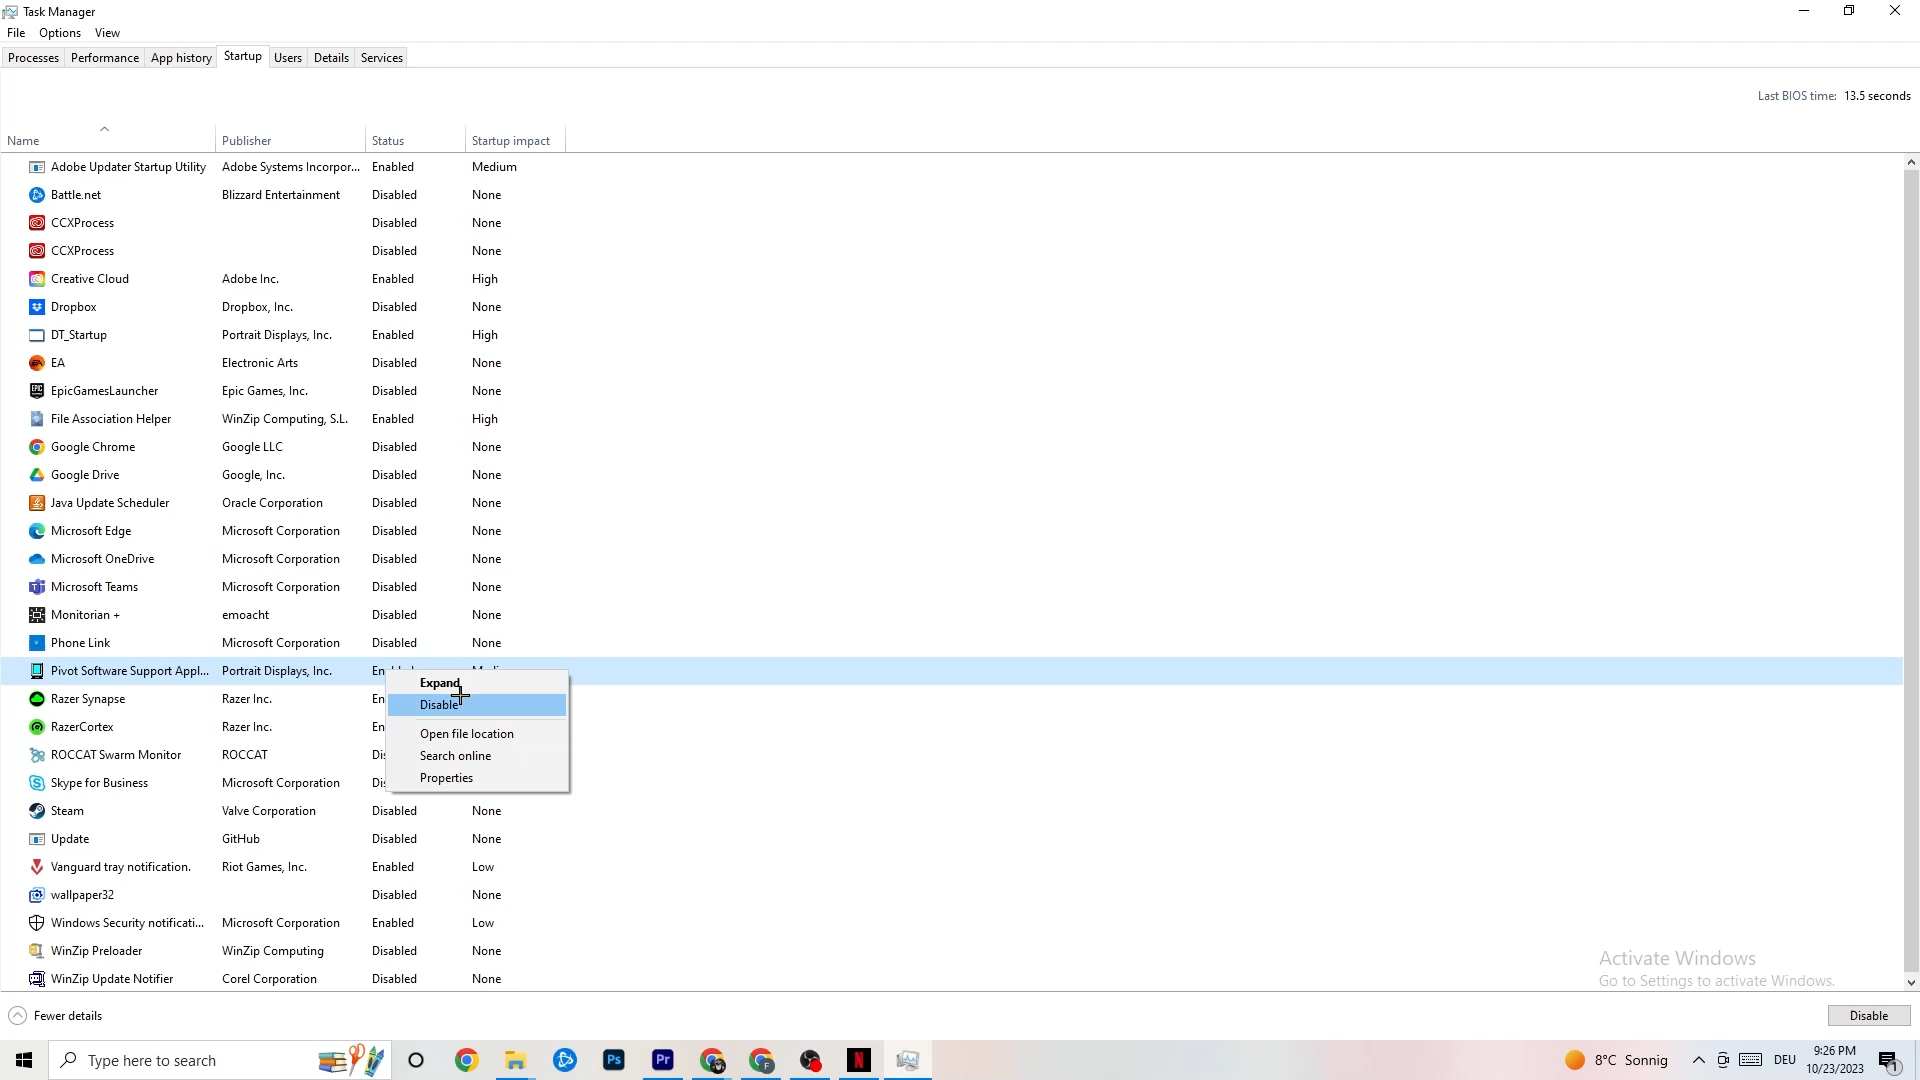 Task Manager
File Options View
Processes Performance App history Startup Users Details Services
Last BIOS time: 13.5 seconds
Name Publisher Status Startup impact
Adobe Updater Startup Utility Adobe Systems Incorpor... Enabled Medium
Battle.net Blizzard Entertainment Disabled None
CCXProcess Disabled None
CCXProcess Disabled None
Creative Cloud Adobe Inc. Enabled High
Dropbox Dropbox, Inc. Disabled None
DT_Startup Portrait Displays, Inc. Enabled High
EA Electronic Arts Disabled None
EpicGamesLauncher Epic Games, Inc. Disabled None
File Association Helper WinZip Computing, S.L. Enabled High
Google Chrome Google LLC Disabled None
Google Drive Google, Inc. Disabled None
Java Update Scheduler Oracle Corporation Disabled None
Microsoft Edge Microsoft Corporation Disabled None
Microsoft OneDrive Microsoft Corporation Disabled None
Microsoft Teams Microsoft Corporation Disabled None
Monitorian + emoacht Disabled None
Phone Link Microsoft Corporation Disabled None
Pivot Software Support Appl... Portrait Displays, Inc.
Expand
Razer Synapse Razer Inc. En
Disable
RazerCortex Razer Inc. En
Open file location
ROCCAT Swarm Monitor ROCCAT Dis
Search online
Skype for Business Microsoft Corporation Dis
Properties
Steam Valve Corporation Disabled None
Update GitHub Disabled None
Vanguard tray notification. Riot Games, Inc. Enabled Low
wallpaper32 Disabled None
Windows Security notificati... Microsoft Corporation Enabled Low
WinZip Preloader WinZip Computing Disabled None
WinZip Update Notifier Corel Corporation Disabled None
Activate Windows
Go to Settings to activate Windows.
Fewer details Disable
Type here to search
Ps
Pr
F
N
8°C Sonnig
DEU
9:26 PM
10/23/2023
1